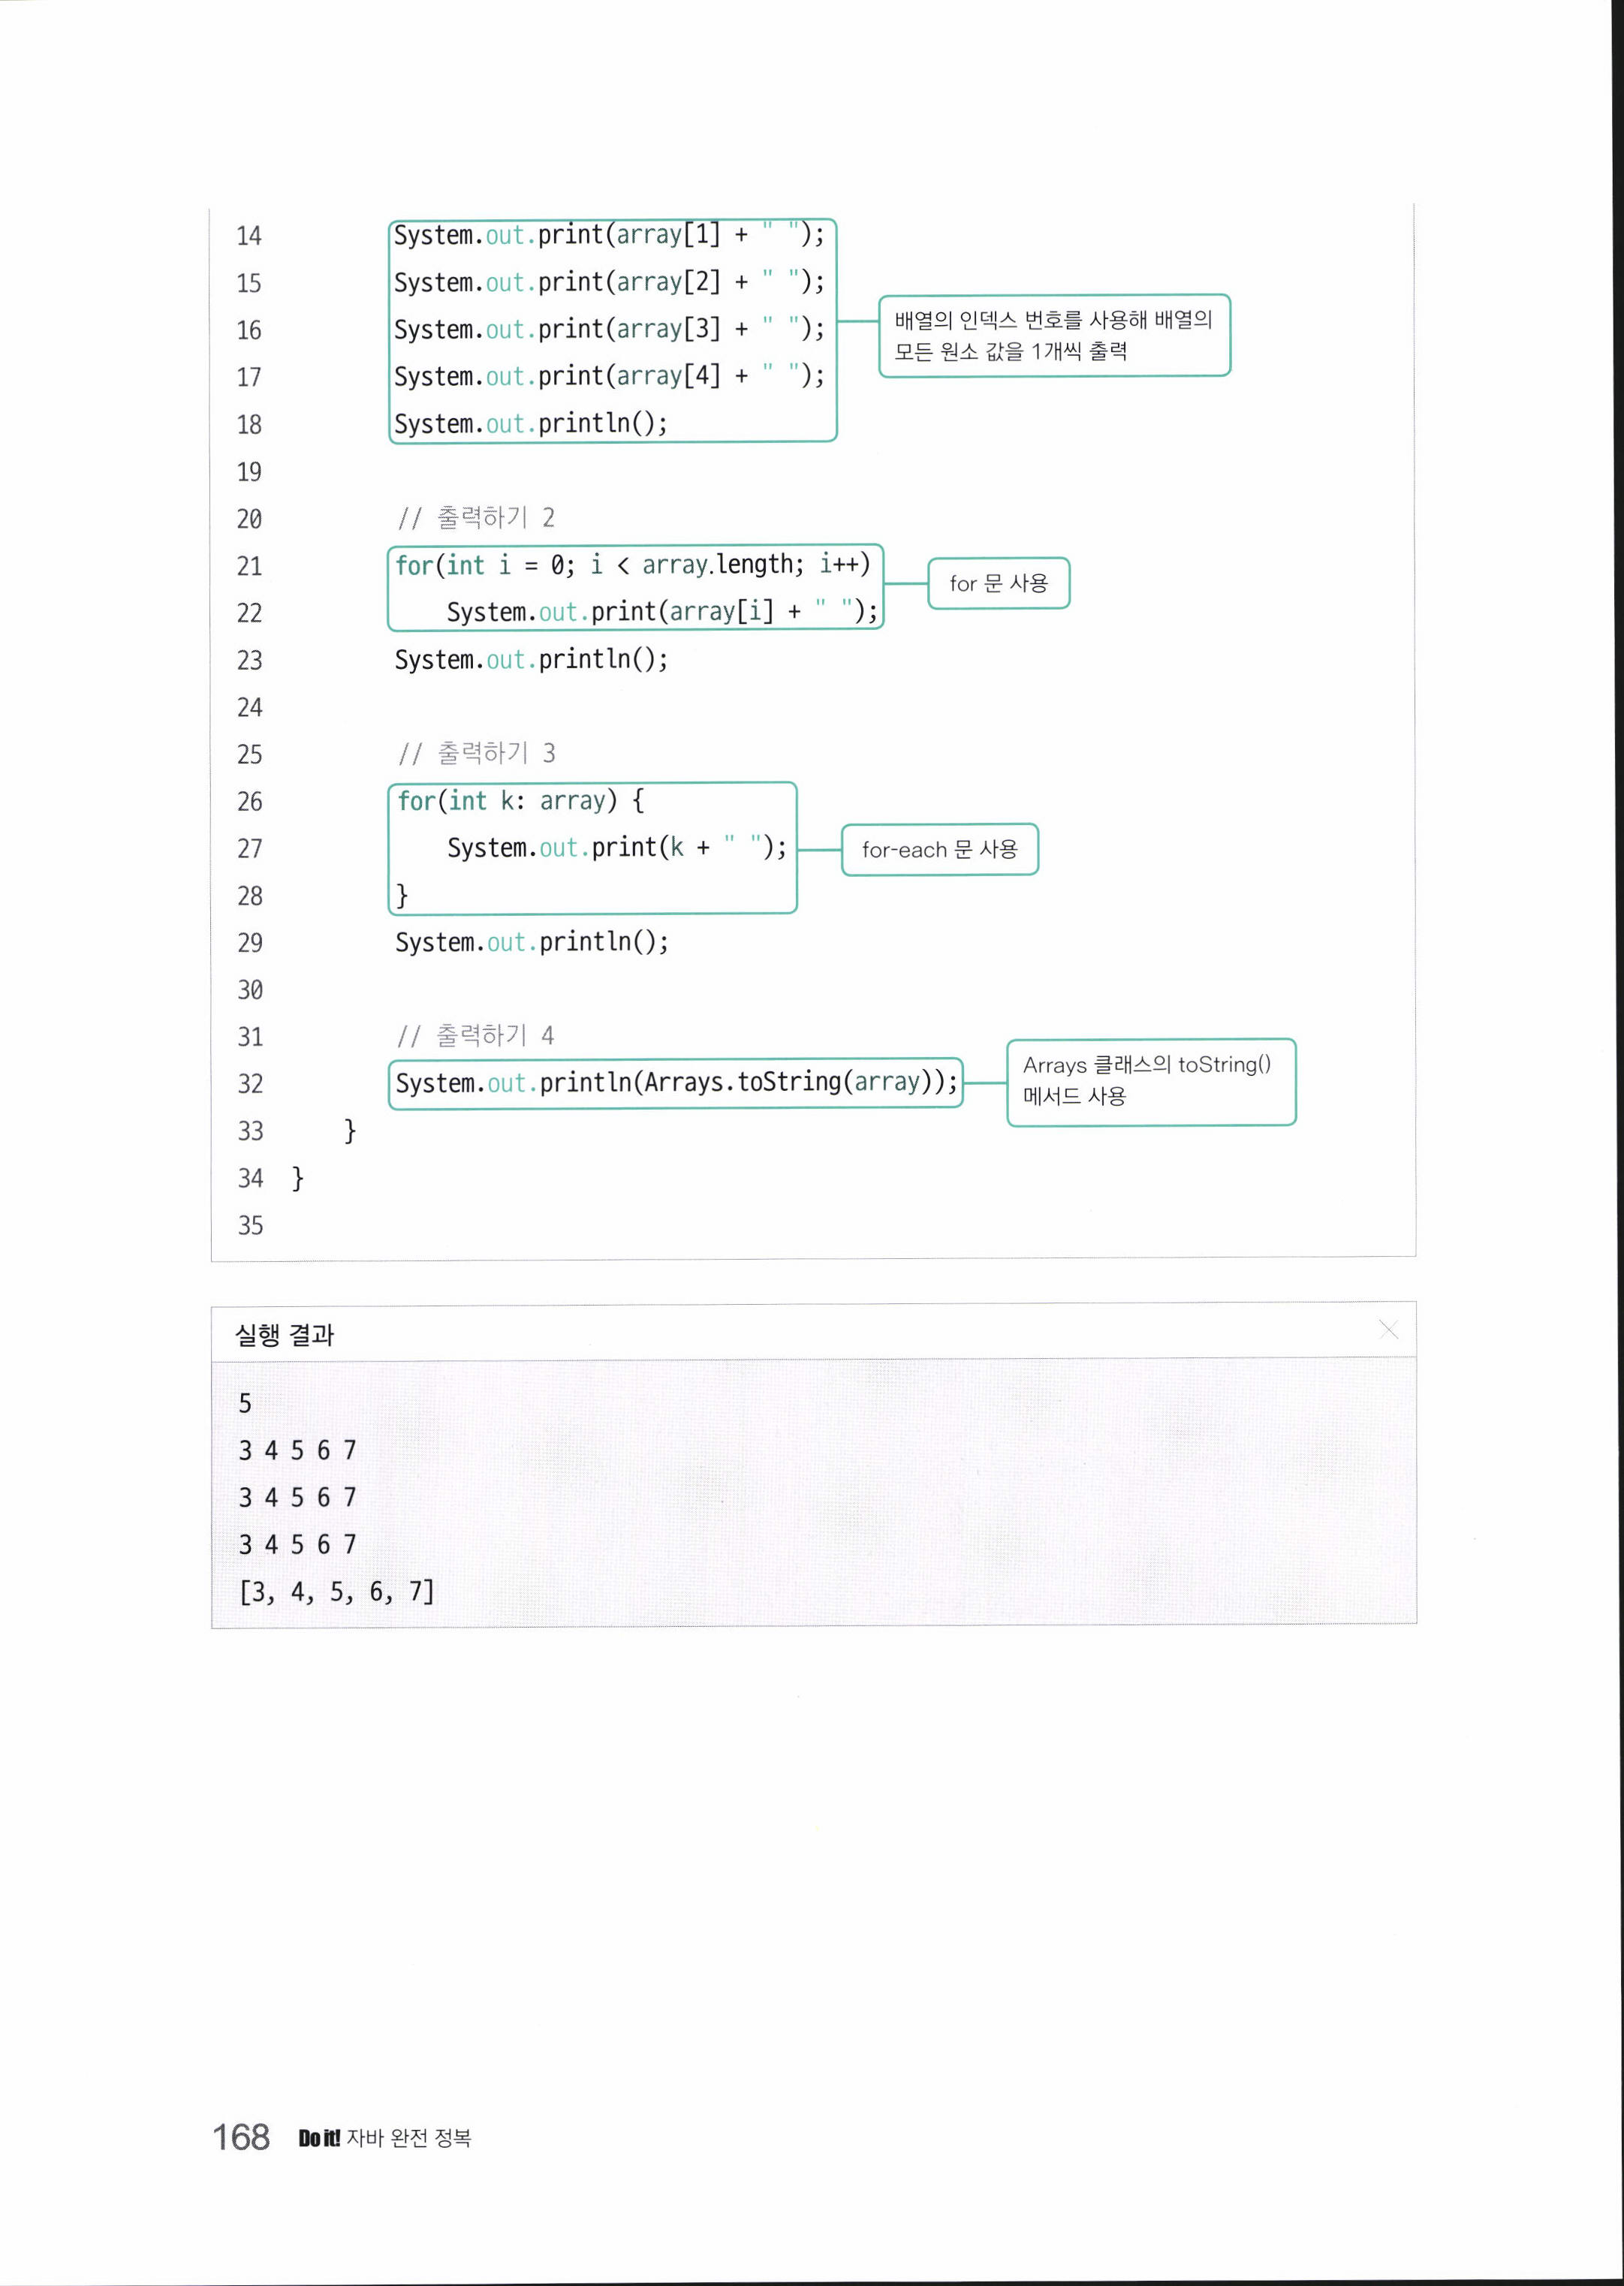 14 System.out.print(array[1] + " ");
15 System.out.print(array[2] + " ");
16 System.out.print(array[3] + " ");
17 System.out.print(array[4] + " ");
18 System.out.println();
배열의 인덱스 번호를 사용해 배열의
모든 원소 값을 1개씩 출력
19
20 // 출력하기 2
21 for(int i = 0; i < array.length; i++)
22 System.out.print(array[i] + " ");
for 문 사용
23 System.out.println();
24
25 // 출력하기 3
26 for(int k: array) {
27 System.out.print(k + " ");
28 }
for-each 문 사용
29 System.out.println();
30
31 // 출력하기 4
32 System.out.println(Arrays.toString(array));
Arrays 클래스의 toString()
메서드 사용
33 }
34 }
35
실행 결과
5
3 4 5 6 7
3 4 5 6 7
3 4 5 6 7
[3, 4, 5, 6, 7]
168 Do it! 자바 완전 정복